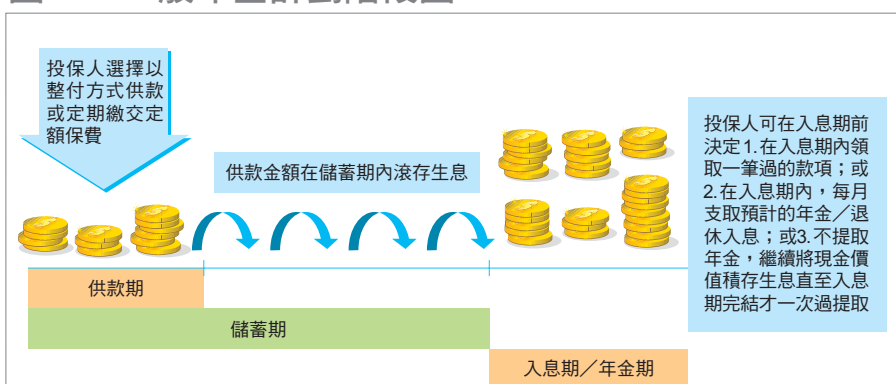 投保人選擇以
整付方式供款
或定期繳交定
額保費
供款金額在儲蓄期內滾存生息
投保人可在入息期前
決定1.在入息期內領
取一筆過的款項；或
2.在入息期內，每月
支取預計的年金／退
休入息；或3.不提取
年金，繼續將現金價
值積存生息直至入息
期完結才一次過提取
供款期
儲蓄期
入息期／年金期